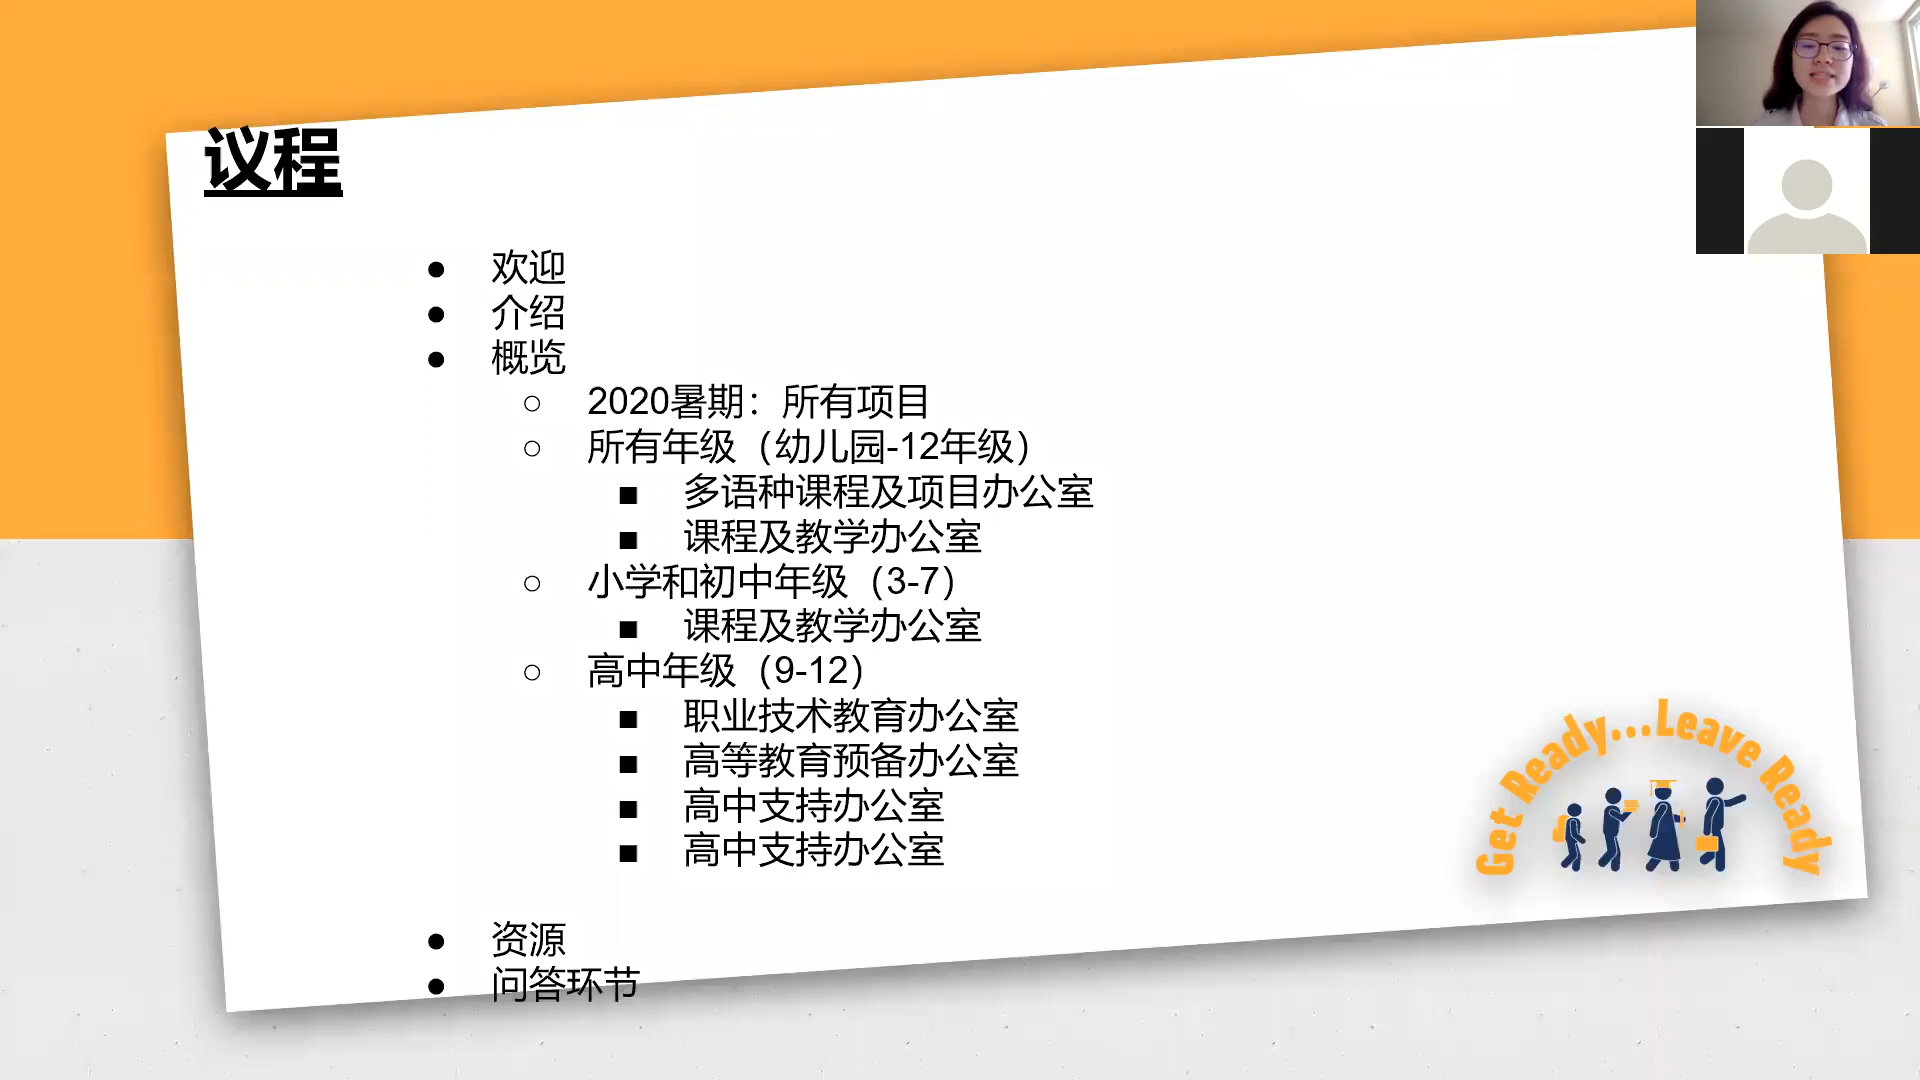 议程
欢迎
介绍
概览
2020暑期：所有项目
所有年级（幼儿园-12年级）
多语种课程及项目办公室
课程及教学办公室
小学和初中年级（3-7）
课程及教学办公室
高中年级（9-12）
职业技术教育办公室
高等教育预备办公室
高中支持办公室
高中支持办公室
资源
问答环节
Get Ready...Leave Ready